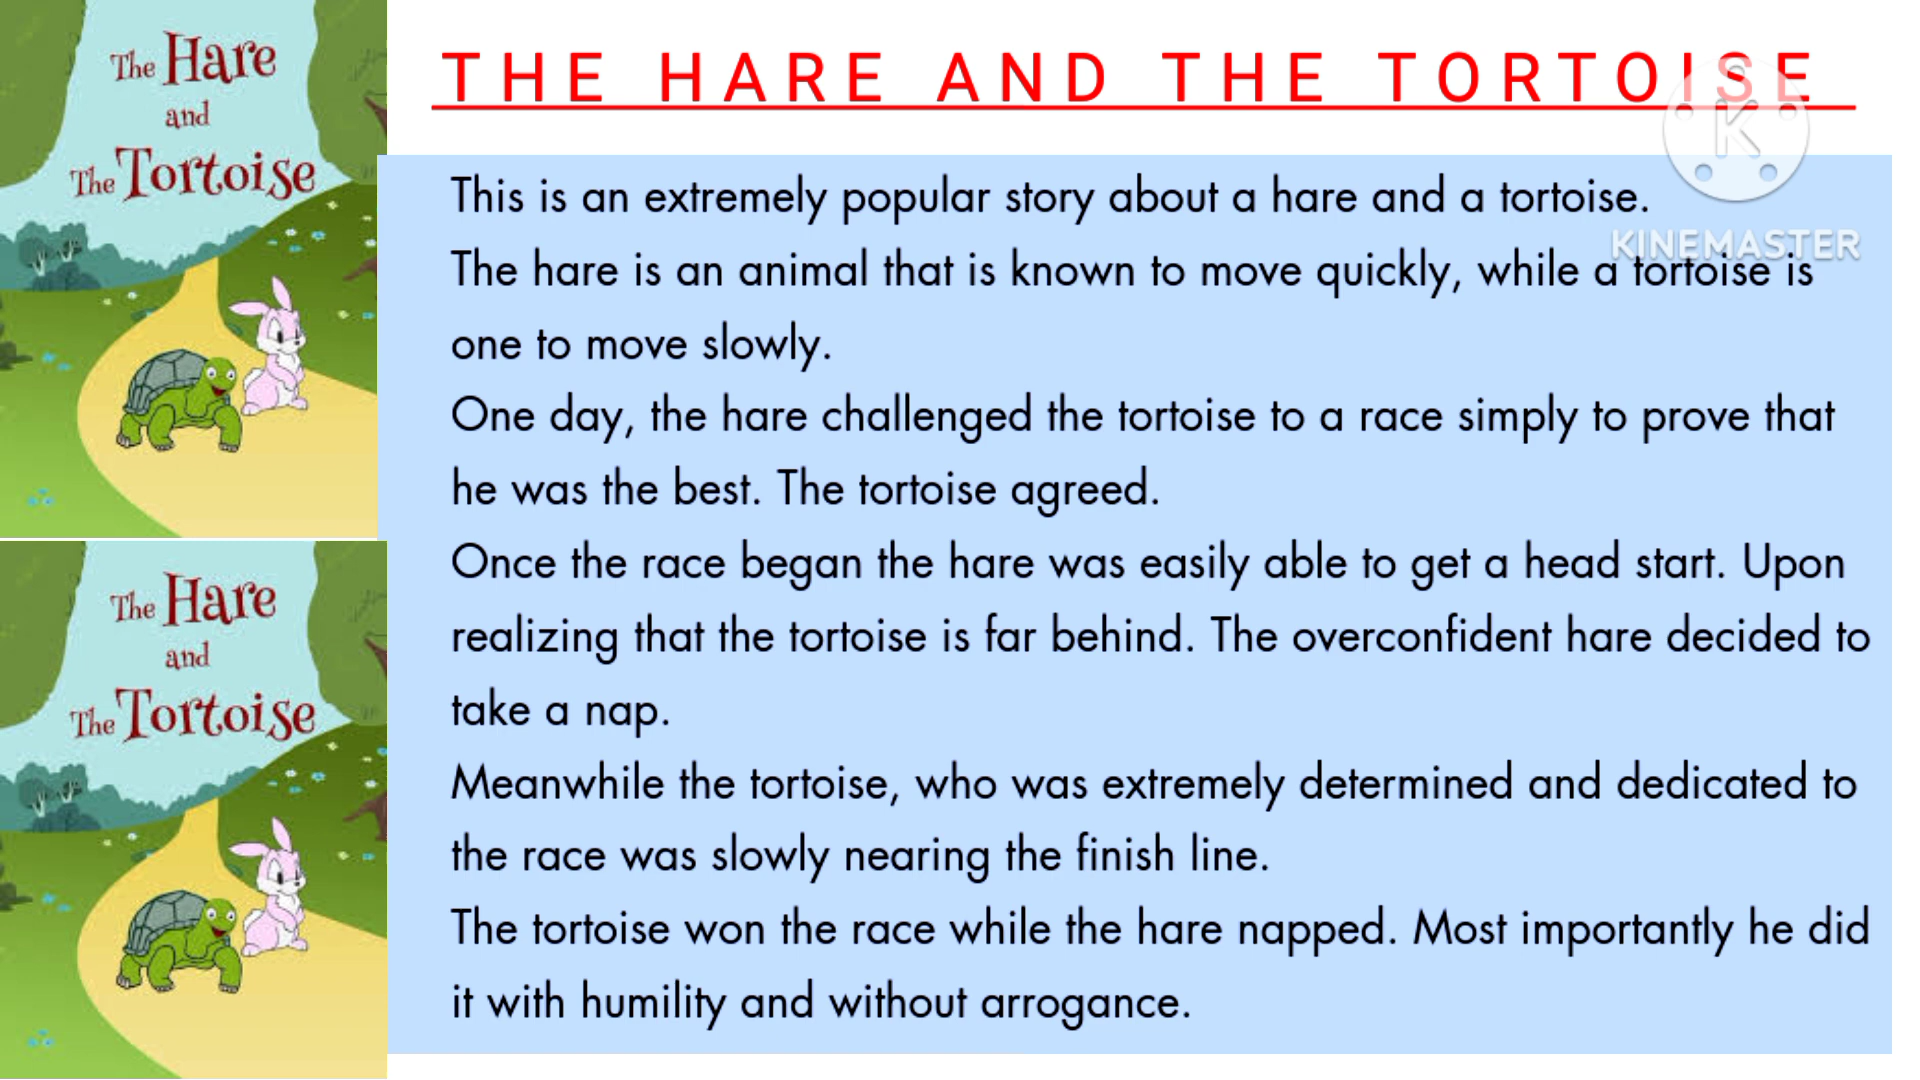 The Hare
and
The Tortoise
The Hare
and
The Tortoise
THE HARE AND THE TORTOISE
K
KINEMASTER
This is an extremely popular story about a hare and a tortoise.
The hare is an animal that is known to move quickly, while a tortoise is
one to move slowly.
One day, the hare challenged the tortoise to a race simply to prove that
he was the best. The tortoise agreed.
Once the race began the hare was easily able to get a head start. Upon
realizing that the tortoise is far behind. The overconfident hare decided to
take a nap.
Meanwhile the tortoise, who was extremely determined and dedicated to
the race was slowly nearing the finish line.
The tortoise won the race while the hare napped. Most importantly he did
it with humility and without arrogance.